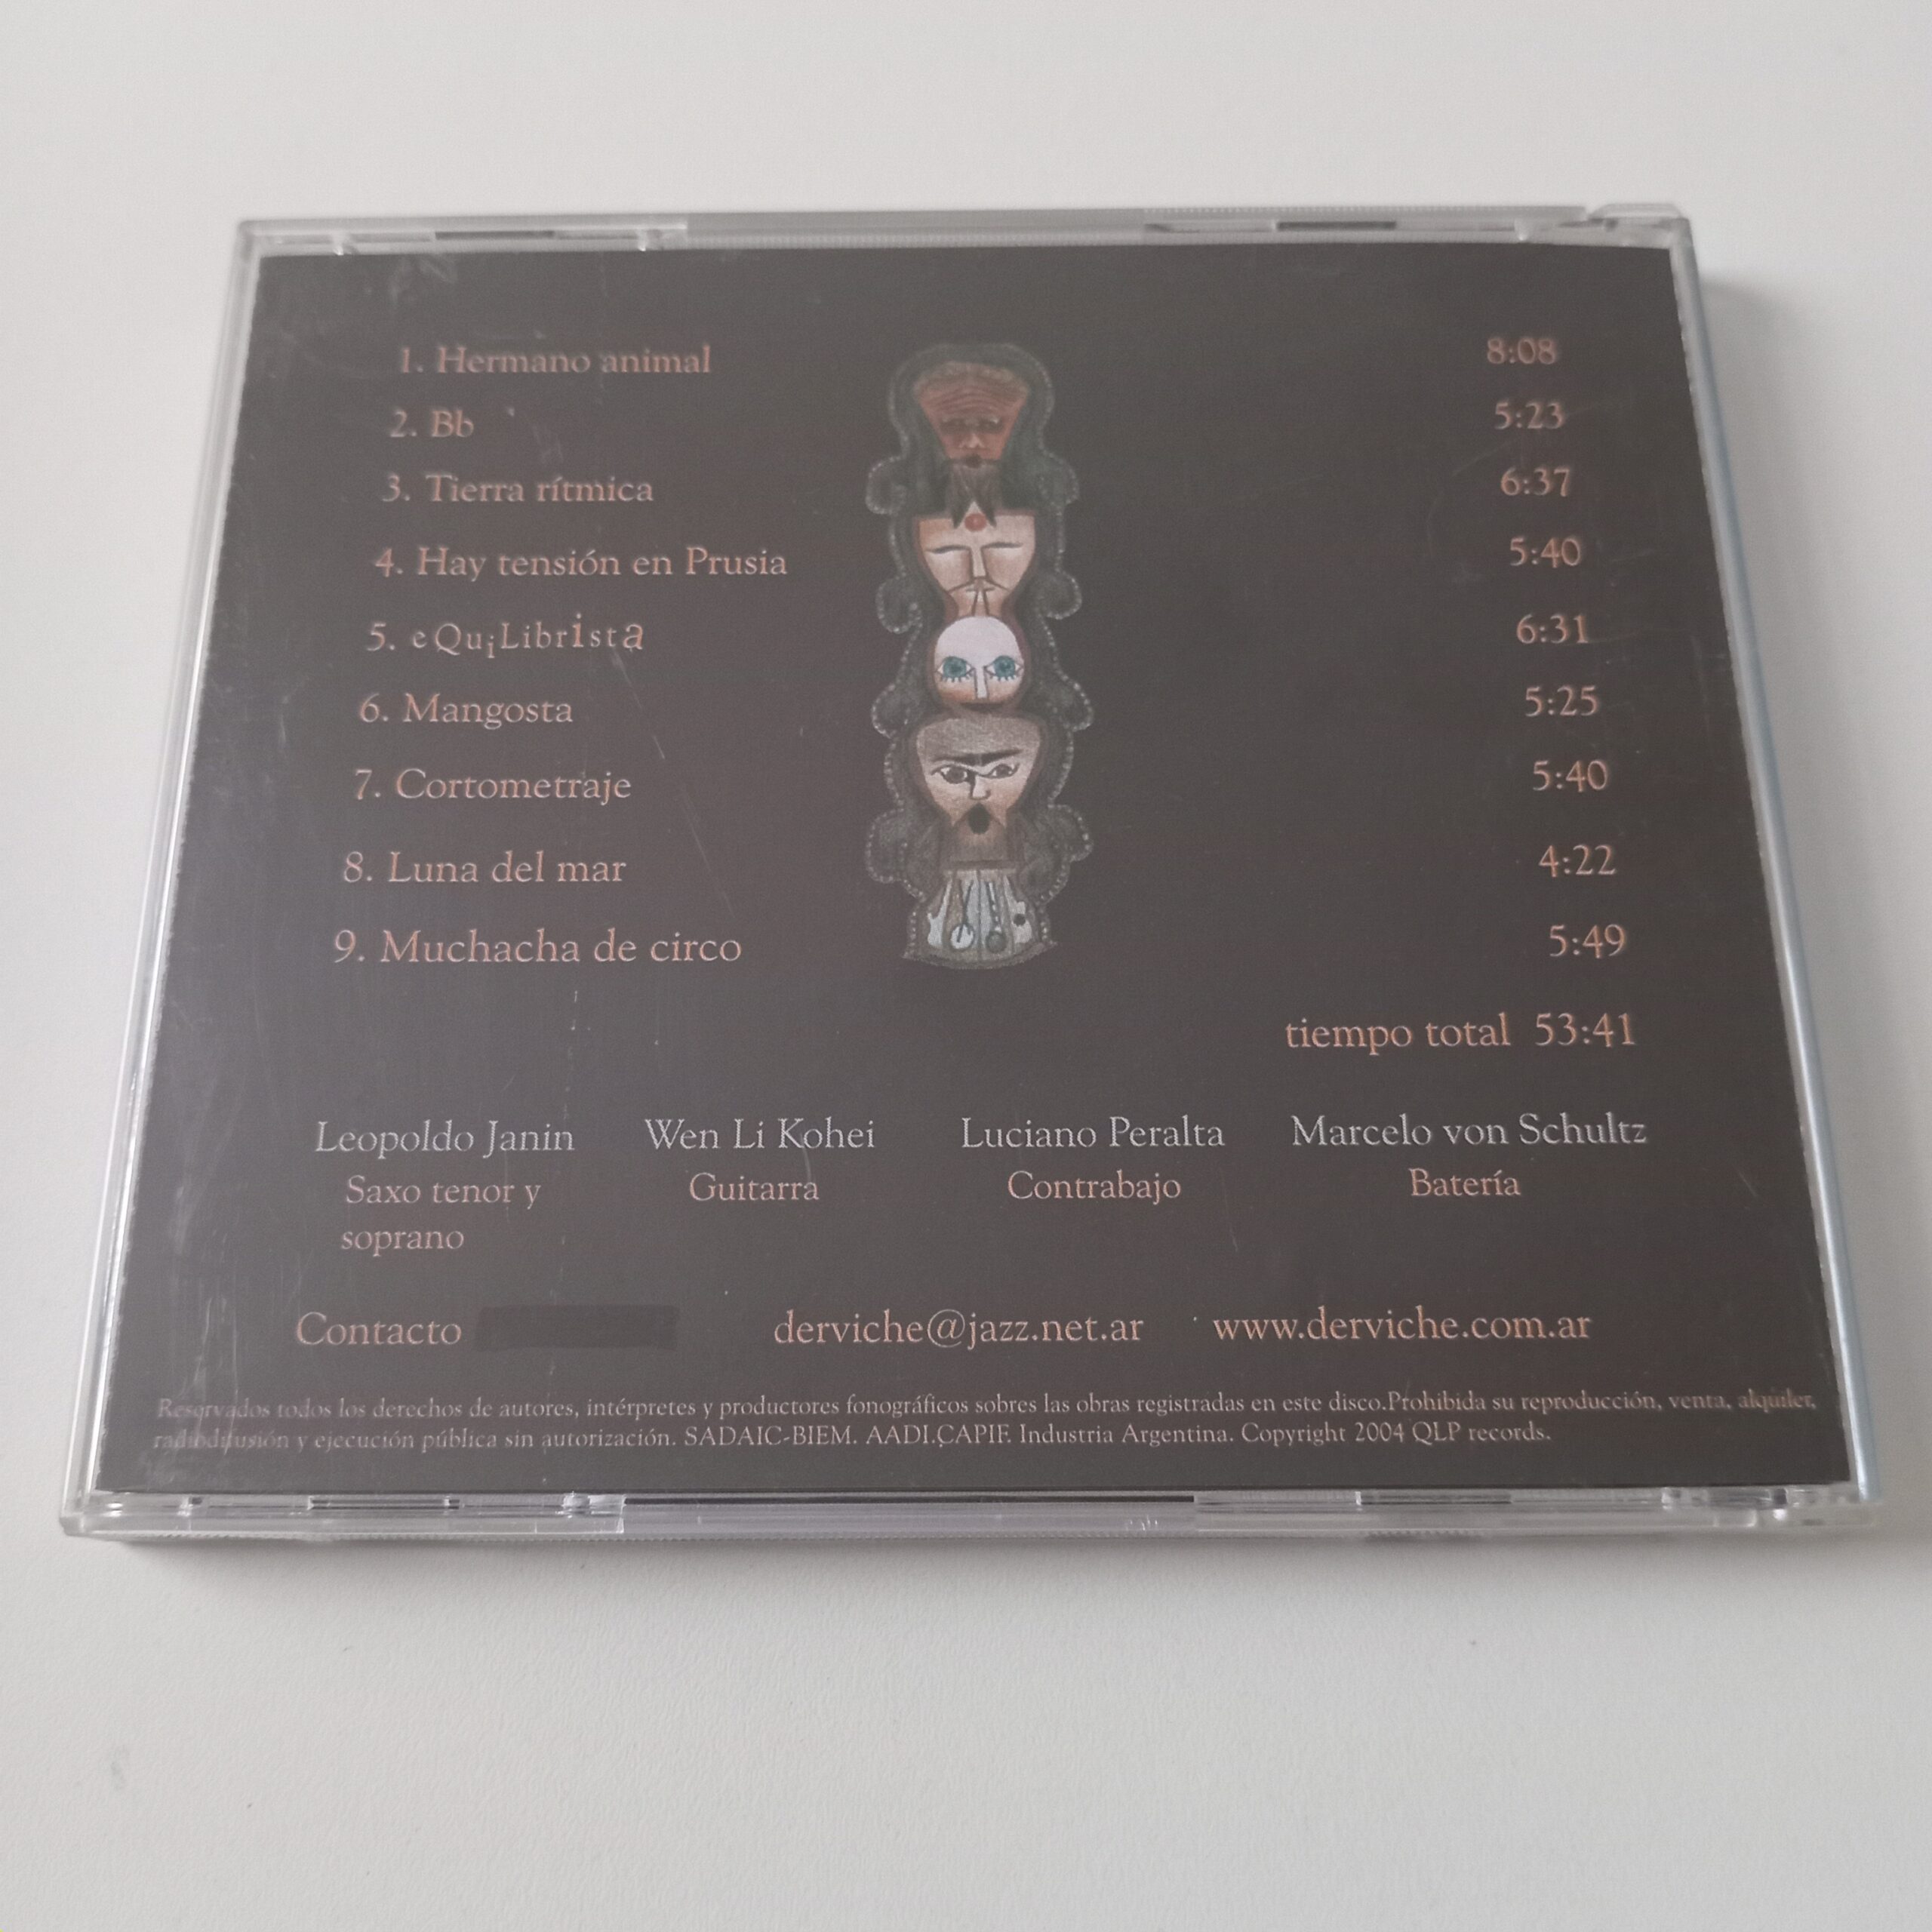 1. Hermano animal 8:08
2. Bb 5:23
3. Tierra rítmica 6:37
4. Hay tensión en Prusia 5:40
5. eQuiLibrista 6:31
6. Mangosta 5:25
7. Cortometraje 5:40
8. Luna del mar 4:22
9. Muchacha de circo 5:49
tiempo total 53:41
Leopoldo Janin Wen Li Kohei Luciano Peralta Marcelo von Schultz
Saxo tenor y Guitarra Contrabajo Batería
soprano
Contacto derviche@jazz.net.ar www.derviche.com.ar
Reservados todos los derechos de autores, intérpretes y productores fonográficos sobres las obras registradas en este disco.Prohibida su reproducción, venta, alquiler,
radiodifusión y ejecución pública sin autorización. SADAIC-BIEM. AADI.CAPIF. Industria Argentina. Copyright 2004 QLP records.